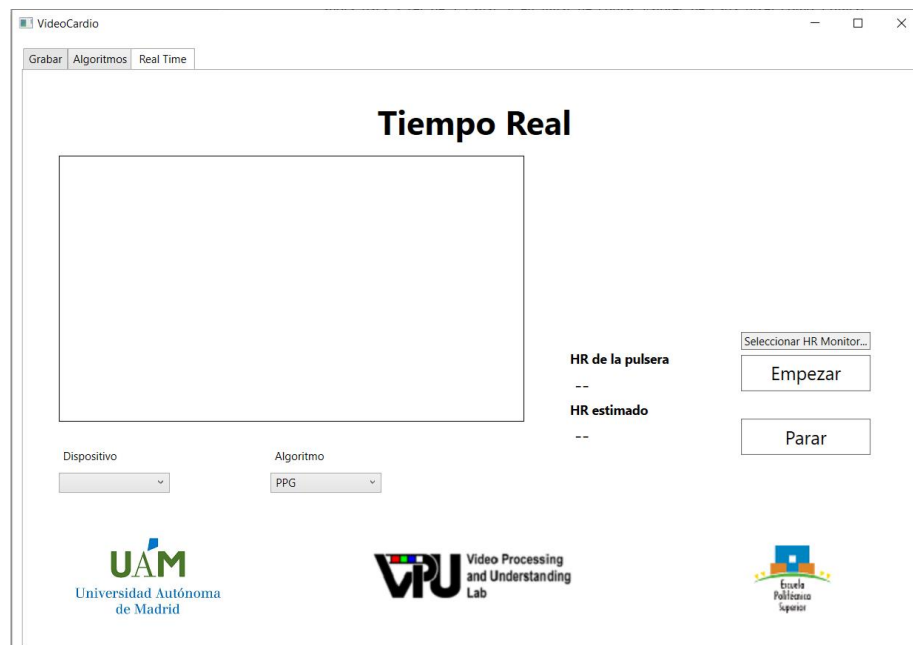 VideoCardio
Grabar Algoritmos Real Time
Tiempo Real
Seleccionar HR Monitor...
HR de la pulsera
--
Empezar
HR estimado
--
Parar
Dispositivo
Algoritmo
PPG
UAM
Universidad Autónoma
de Madrid
VPU
Video Processing
and Understanding
Lab
Escuela
Politécnica
Superior